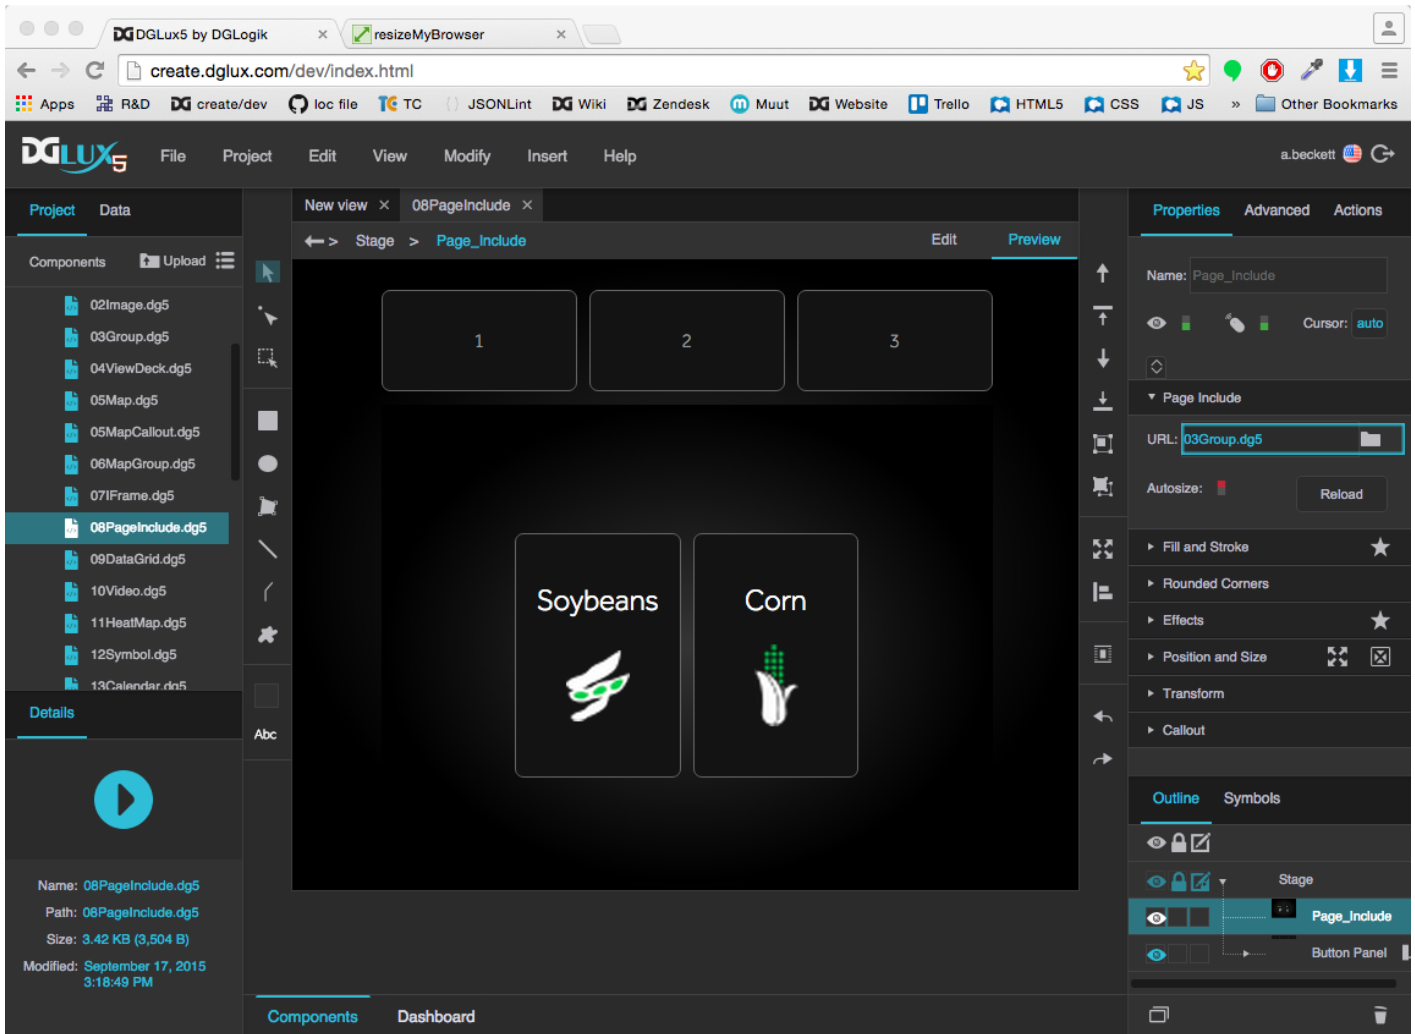 DGLux5 by DGLogik
resizeMyBrowser
create.dglux.com/dev/index.html
Apps R&D create/dev loc file TC JSONLint Wiki Zendesk Muut Website Trello HTML5 CSS JS » Other Bookmarks
DGLUX5 File Project Edit View Modify Insert Help a.beckett
Project Data
Components Upload
02Image.dg5
03Group.dg5
04ViewDeck.dg5
05Map.dg5
05MapCallout.dg5
06MapGroup.dg5
07IFrame.dg5
08PageInclude.dg5
09DataGrid.dg5
10Video.dg5
11HeatMap.dg5
12Symbol.dg5
13Calendar.dg5
Details
Name: 08PageInclude.dg5
Path: 08PageInclude.dg5
Size: 3.42 KB (3,504 B)
Modified: September 17, 2015
3:18:49 PM
Abc
New view × 08PageInclude ×
> Stage > Page_Include Edit Preview
1 2 3
Soybeans Corn
Components Dashboard
Properties Advanced Actions
Name: Page_Include
Cursor: auto
Page Include
URL: 03Group.dg5
Autosize: Reload
Fill and Stroke
Rounded Corners
Effects
Position and Size
Transform
Callout
Outline Symbols
Stage
Page_Include
Button Panel